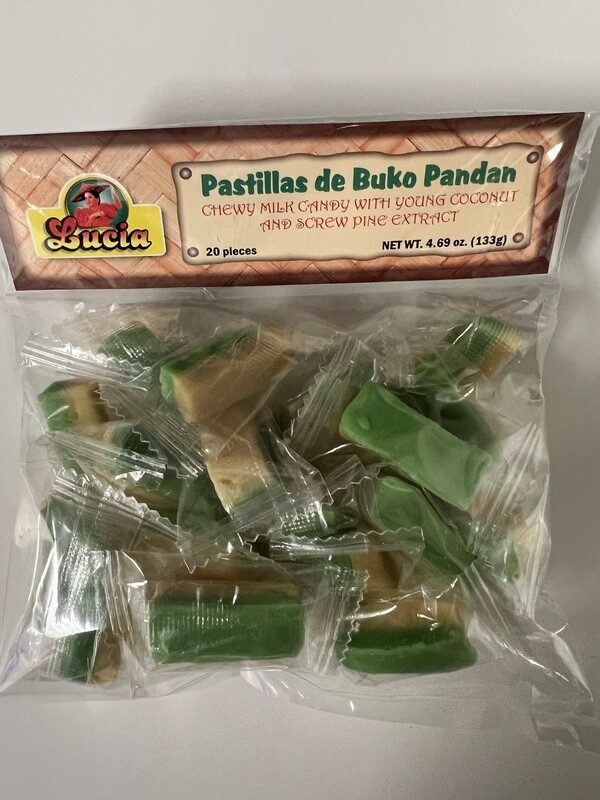 Lucia
Pastillas de Buko Pandan
CHEWY MILK CANDY WITH YOUNG COCONUT
AND SCREW PINE EXTRACT
20 pieces
NET WT. 4.69 oz. (133g)